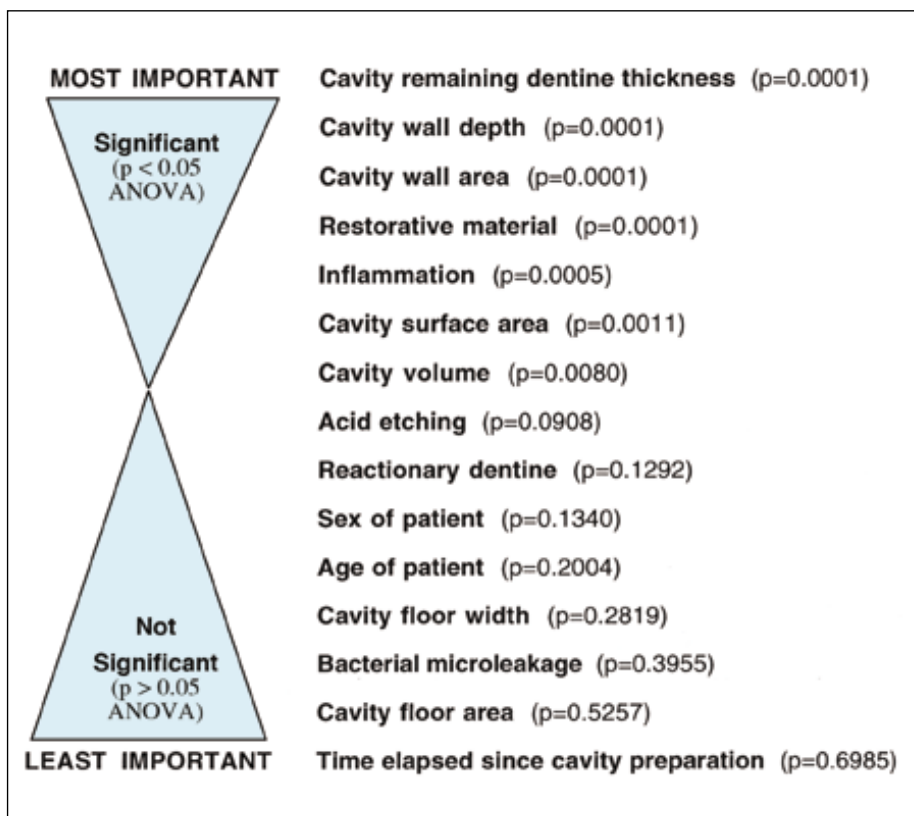 MOST IMPORTANT
Significant
(p < 0.05
ANOVA)
Not
Significant
(p > 0.05
ANOVA)
LEAST IMPORTANT
Cavity remaining dentine thickness (p=0.0001)
Cavity wall depth (p=0.0001)
Cavity wall area (p=0.0001)
Restorative material (p=0.0001)
Inflammation (p=0.0005)
Cavity surface area (p=0.0011)
Cavity volume (p=0.0080)
Acid etching (p=0.0908)
Reactionary dentine (p=0.1292)
Sex of patient (p=0.1340)
Age of patient (p=0.2004)
Cavity floor width (p=0.2819)
Bacterial microleakage (p=0.3955)
Cavity floor area (p=0.5257)
Time elapsed since cavity preparation (p=0.6985)